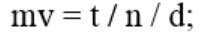 mv = t / n / d;